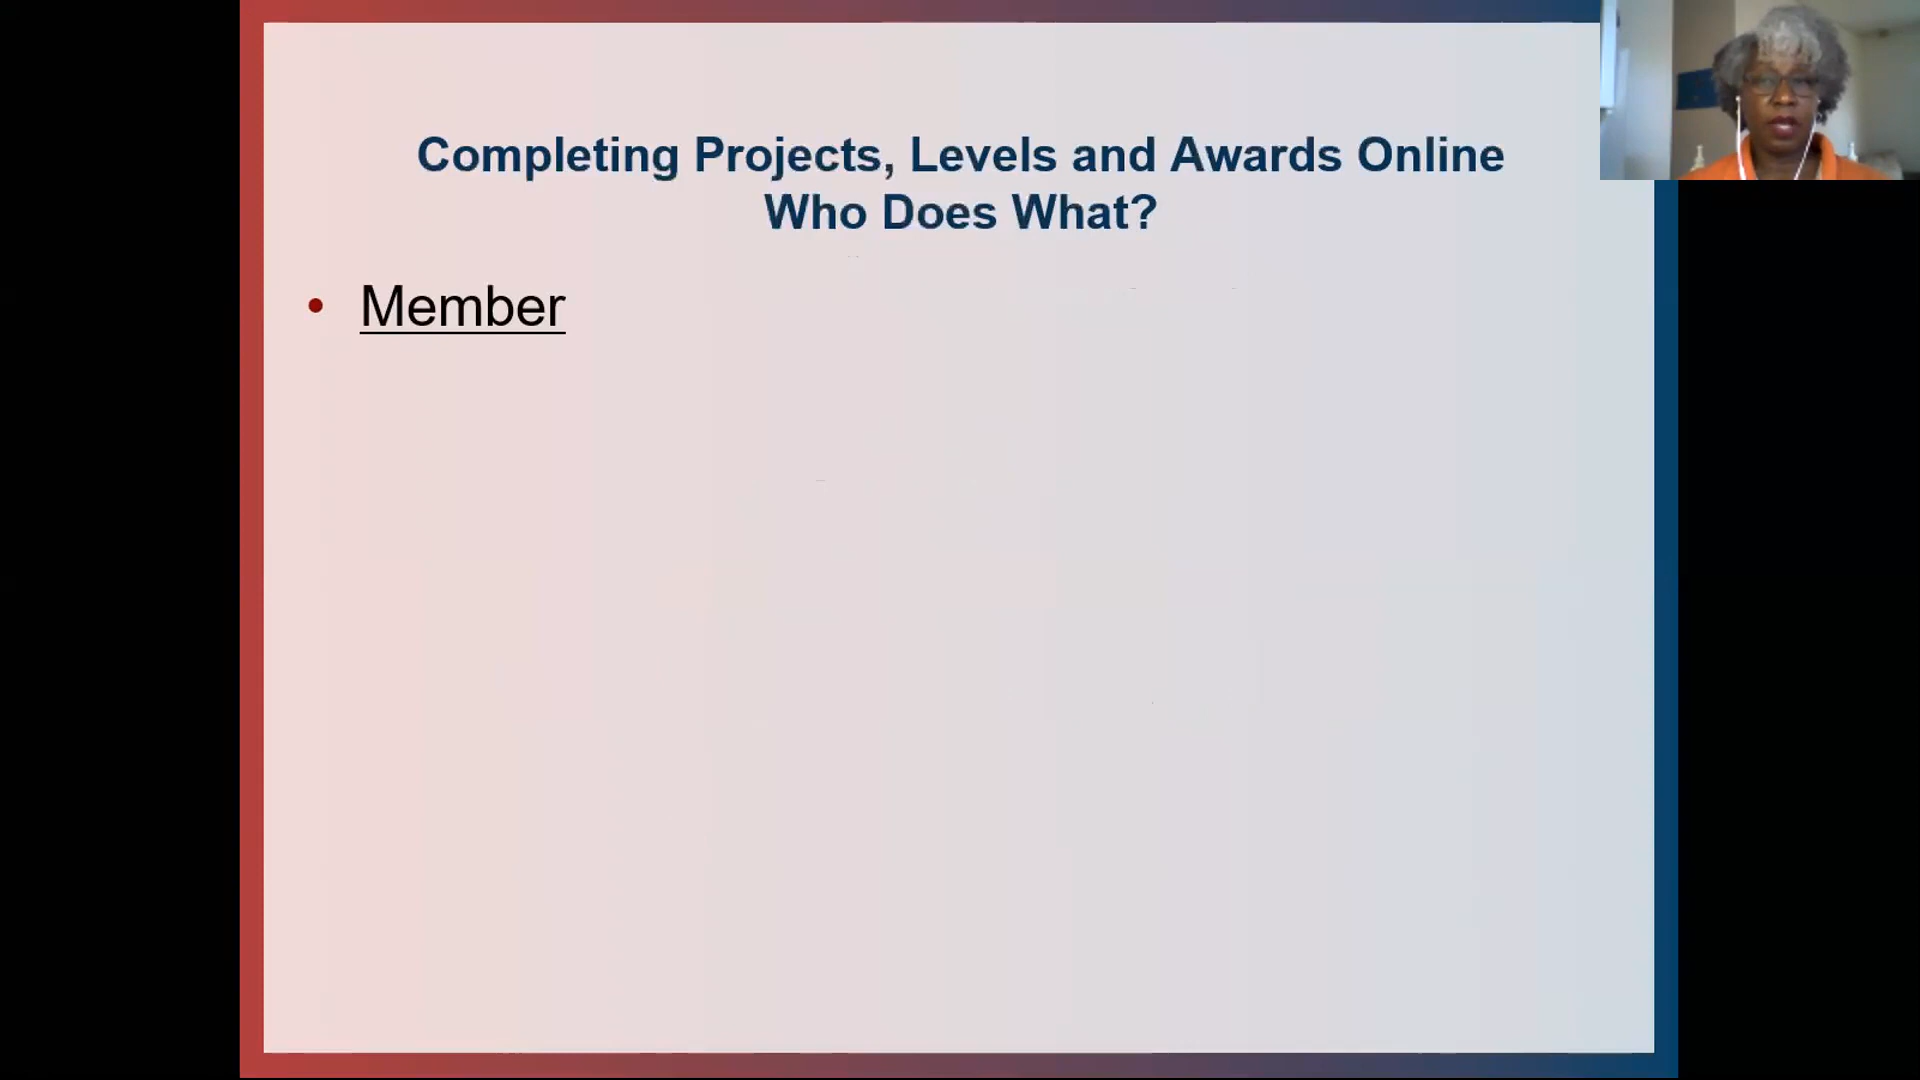 Completing Projects, Levels and Awards Online
Who Does What?
• Member